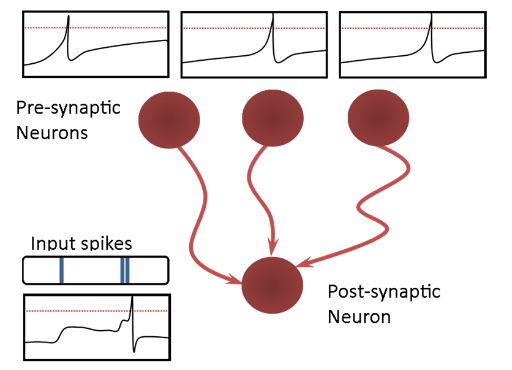 Pre-synaptic
Neurons
Input spikes
Post-synaptic
Neuron